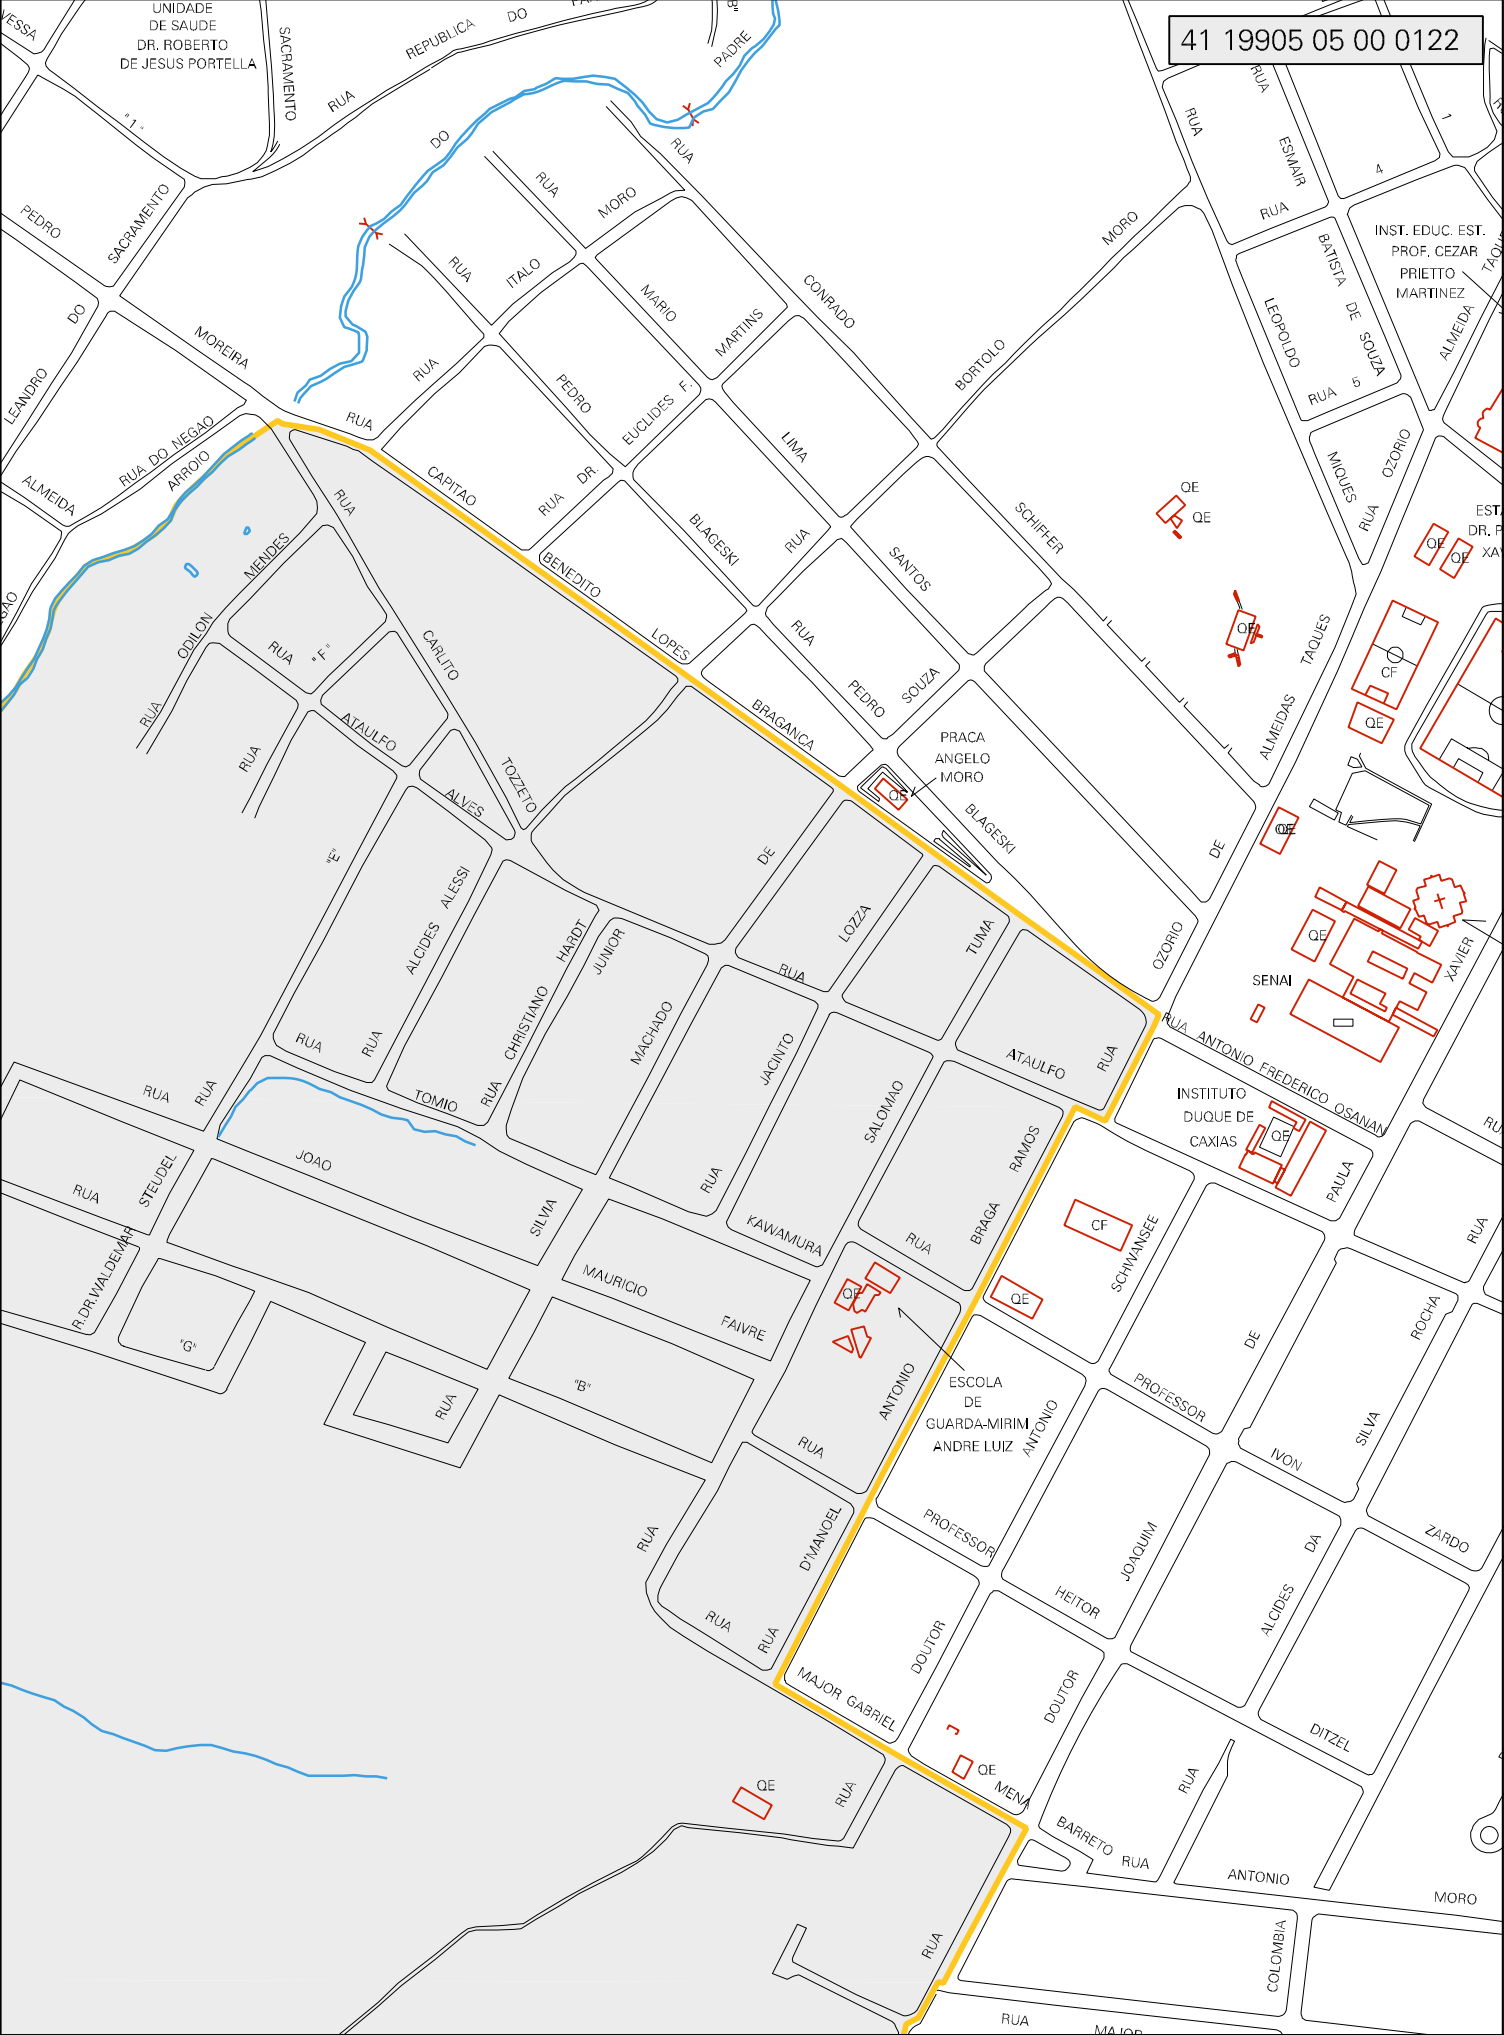 41 19905 05 00 0122
UNIDADE
DE SAUDE
DR. ROBERTO
DE JESUS PORTELLA
SACRAMENTO
REPUBLICA
DO
RUA
"1"
PADRE
DO
RUA
RUA
MORO
PEDRO
SACRAMENTO
RUA
ITALO
RUA
ESMAIR
RUA
4
1
RUA
MORO
BATISTA
DE
SOUZA
INST. EDUC. EST.
PROF. CEZAR
PRIETTO
MARTINEZ
ALMEIDA
LEOPOLDO
RUA 5
DO
MOREIRA
MARIO
MARTINS
CONRADO
BORTOLO
LEANDRO
RUA
RUA
PEDRO
EUCLIDES F.
LIMA
RUA DO NEGAO
ARROIO
ALMEIDA
CAPITAO
RUA
DR.
MIQUES
OZORIO
RUA
RUA
BLAGESKI
RUA
SANTOS
SCHIFFER
QE
QE
QE
QE
MENDES
BENEDITO
ODILON
RUA
RUA
"F"
CARLITO
LOPES
RUA
PEDRO
SOUZA
QE
TAQUES
CF
QE
ATAULFO
RUA
BRAGANCA
PRACA
ANGELO
MORO
ALMEIDAS
TOZZETO
ALVES
QE
BLAGESKI
QE
"E"
DE
DE
ALESSI
ALCIDES
HARDT
JUNIOR
LOZZA
TUMA
OZORIO
QE
XAVIER
SENAI
RUA
RUA
RUA
CHRISTIANO
MACHADO
JACINTO
ATAULFO
RUA
RUA ANTONIO FREDERICO OSANAN
RUA
RUA
TOMIO
RUA
SALOMAO
RAMOS
INSTITUTO
DUQUE DE
CAXIAS
QE
JOAO
RUA
STEUDEL
RUA
SILVIA
KAWAMURA
RUA
BRAGA
CF
SCHWANSEE
PAULA
RUA
R.DR.WALDEMAR
MAURICIO
FAIVRE
QE
QE
"G"
"B"
RUA
RUA
ANTONIO
ESCOLA
DE
GUARDA-MIRIM
ANDRE LUIZ
ANTONIO
PROFESSOR
DE
ROCHA
SILVA
IVON
RUA
D'MANOEL
PROFESSOR
JOAQUIM
HEITOR
DA
ALCIDES
ZARDO
RUA
RUA
MAJOR GABRIEL
DOUTOR
DOUTOR
DITZEL
QE
RUA
QE
MENA
BARRETO
RUA
RUA
ANTONIO
MORO
RUA
COLOMBIA
RUA
MAJOR